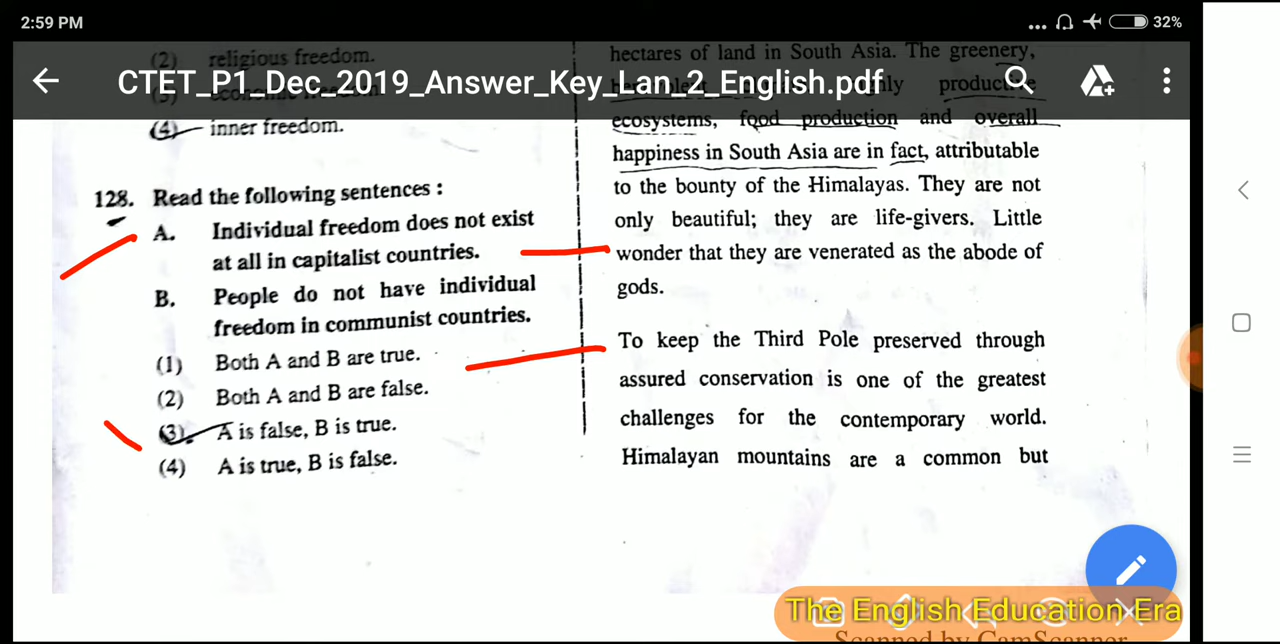 2:59 PM
... 32%
(2) religious freedom.
CTET_P1_Dec_2019_Answer_Key_Lan_2_English.pdf
(4) inner freedom.
128. Read the following sentences :
A. Individual freedom does not exist
at all in capitalist countries.
B. People do not have individual
freedom in communist countries.
(1) Both A and B are true.
(2) Both A and B are false.
(3) A is false, B is true.
(4) A is true, B is false.
hectares of land in South Asia. The greenery,
productive
ecosystems, food production and overall
happiness in South Asia are in fact, attributable
to the bounty of the Himalayas. They are not
only beautiful; they are life-givers. Little
wonder that they are venerated as the abode of
gods.
To keep the Third Pole preserved through
assured conservation is one of the greatest
challenges for the contemporary world.
Himalayan mountains are a common but
The English Education Era
Scanned by CamScanner